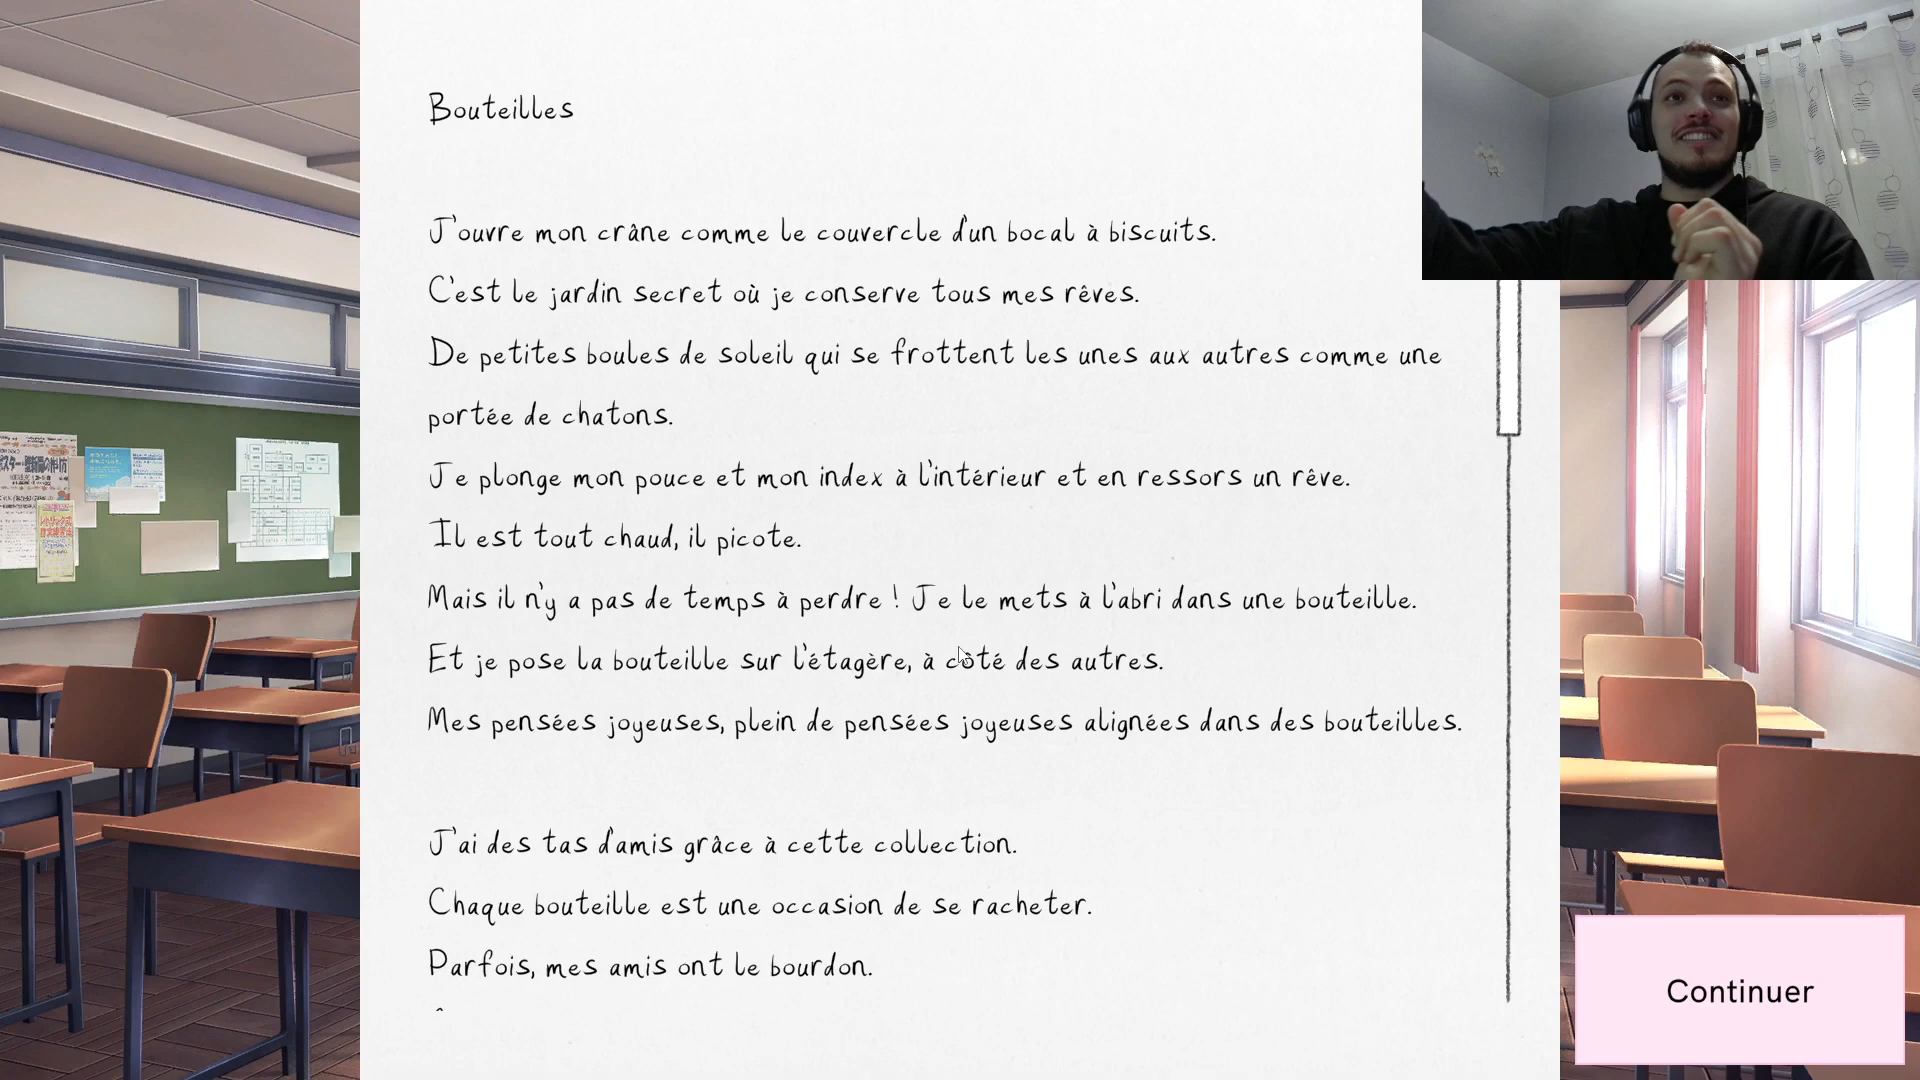 Bouteilles
J'ouvre mon crâne comme le couvercle d'un bocal à biscuits.
C'est le jardin secret où je conserve tous mes rêves.
De petites boules de soleil qui se frottent les unes aux autres comme une
portée de chatons.
Je plonge mon pouce et mon index à l'intérieur et en ressors un rêve.
Il est tout chaud, il picote.
Mais il n'y a pas de temps à perdre ! Je le mets à l'abri dans une bouteille.
Et je pose la bouteille sur l'étagère, à côté des autres.
Mes pensées joyeuses, plein de pensées joyeuses alignées dans des bouteilles.
J'ai des tas d'amis grâce à cette collection.
Chaque bouteille est une occasion de se racheter.
Parfois, mes amis ont le bourdon.
Continuer